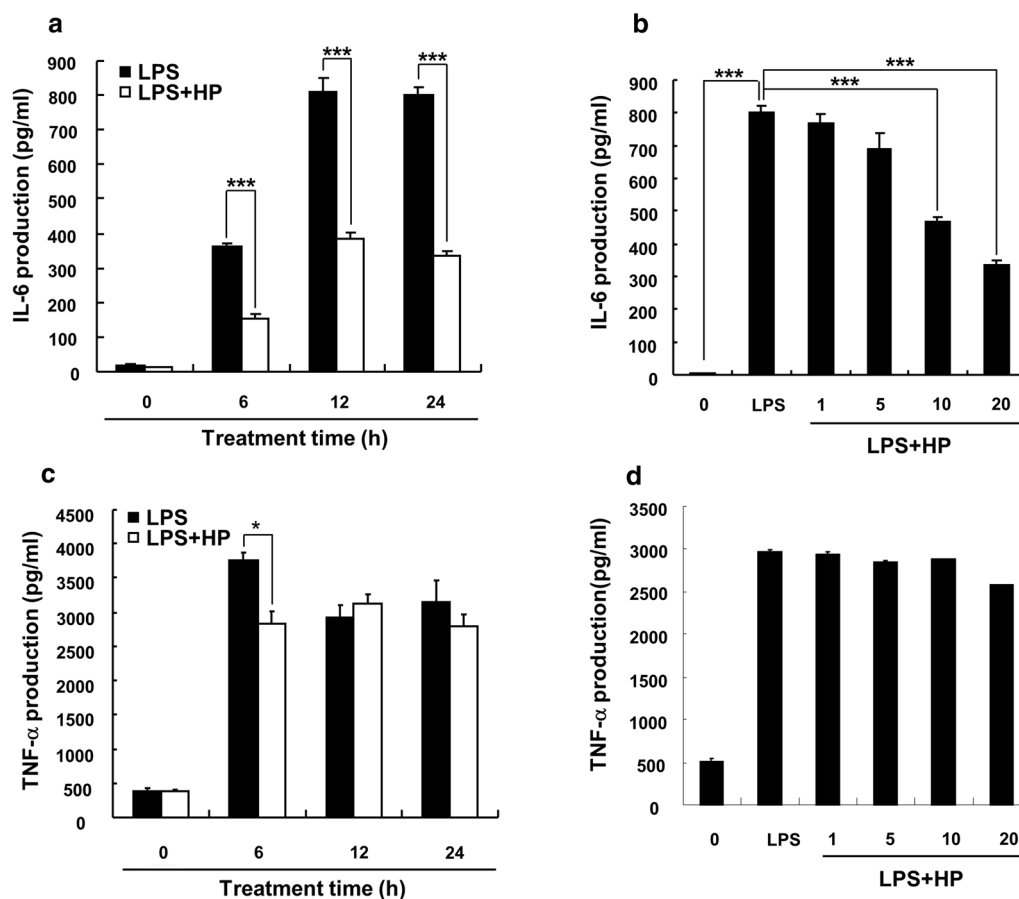 a
IL-6 production (pg/ml)
900
800
700
600
500
400
300
200
100
0
LPS
LPS+HP
***
***
***
0 6 12 24
Treatment time (h)
b
IL-6 production (pg/ml)
900
800
700
600
500
400
300
200
100
0
***
***
***
0 LPS 1 5 10 20
LPS+HP
c
TNF-α production (pg/ml)
4500
4000
3500
3000
2500
2000
1500
1000
500
0
LPS
LPS+HP
*
0 6 12 24
Treatment time (h)
d
TNF-α production(pg/ml)
3500
3000
2500
2000
1500
1000
500
0
0 LPS 1 5 10 20
LPS+HP